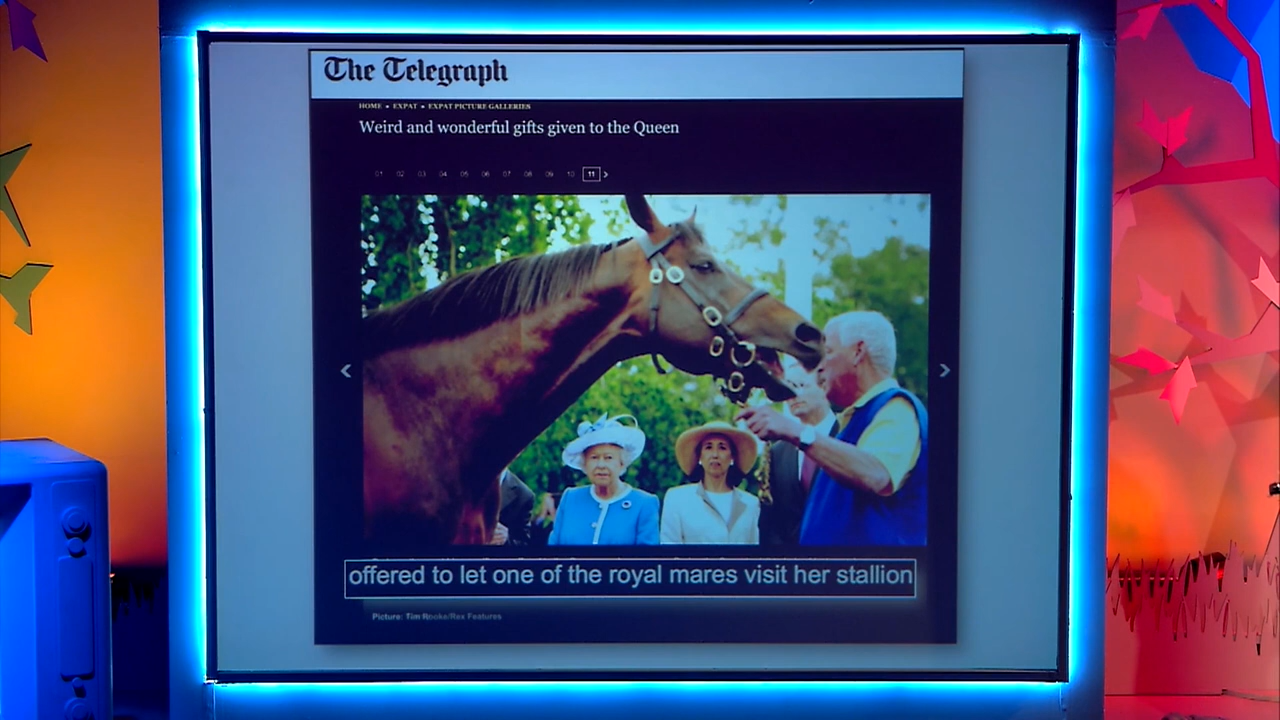 The Telegraph
HOME EXPAT EXPAT PICTURE GALLERIES
Weird and wonderful gifts given to the Queen
01 02 03 04 05 06 07 08 09 10 11
offered to let one of the royal mares visit her stallion
Picture: Tim Rooke/Rex Features